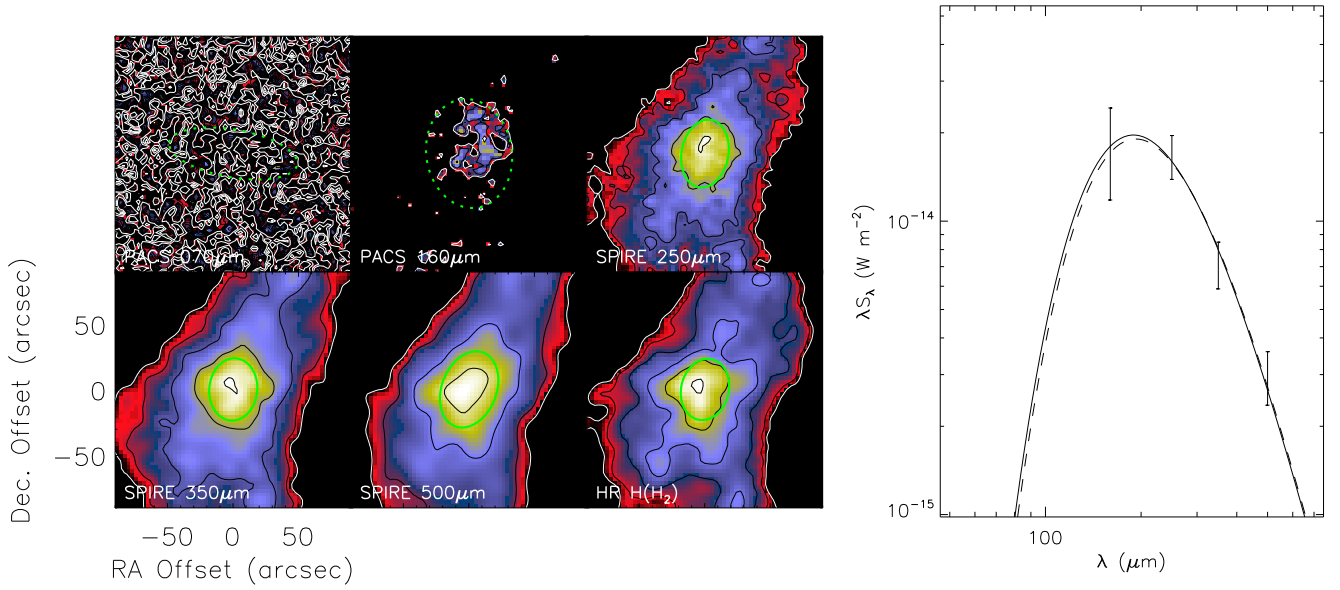 PACS 070μm
PACS 160μm
SPIRE 250μm
SPIRE 350μm
SPIRE 500μm
HR H(H₂)
Dec. Offset (arcsec)
50
0
−50
−50 0 50
RA Offset (arcsec)
λS_λ (W m⁻²)
10⁻¹⁴
10⁻¹⁵
100
λ (μm)